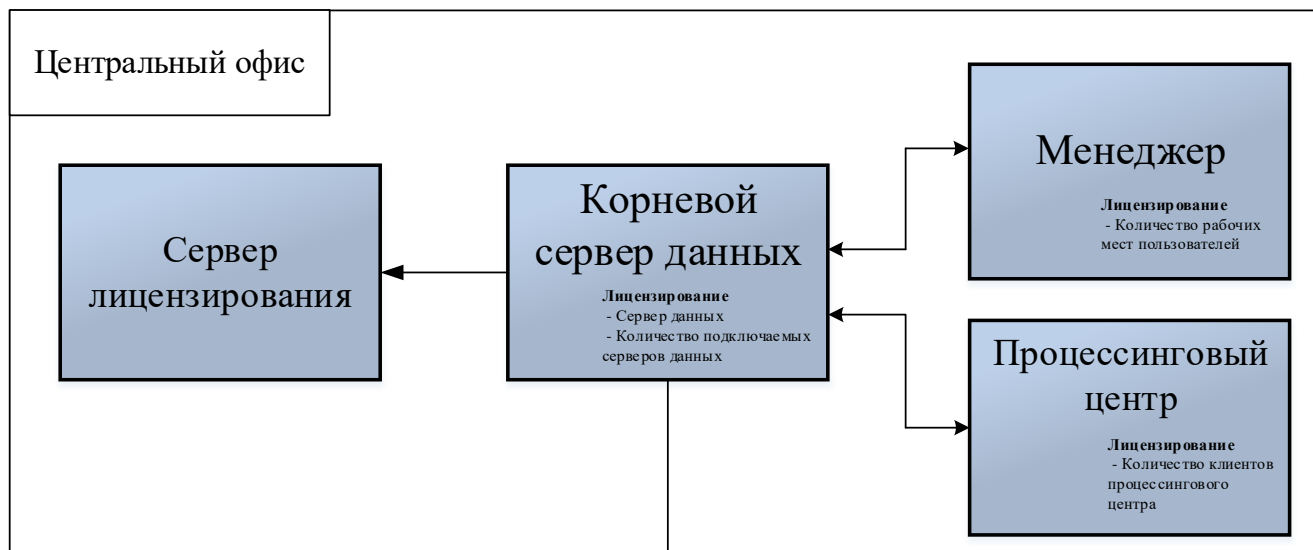 Центральный офис
Сервер
лицензирования
Корневой
сервер данных
Лицензирование
- Сервер данных
- Количество подключаемых
серверов данных
Менеджер
Лицензирование
- Количество рабочих
мест пользователей
Процессинговый
центр
Лицензирование
- Количество клиентов
процессингового
центра